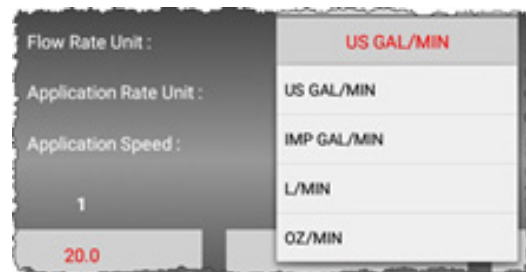 Flow Rate Unit :
US GAL/MIN
US GAL/MIN
Application Rate Unit :
IMP GAL/MIN
Application Speed :
L/MIN
1
OZ/MIN
20.0